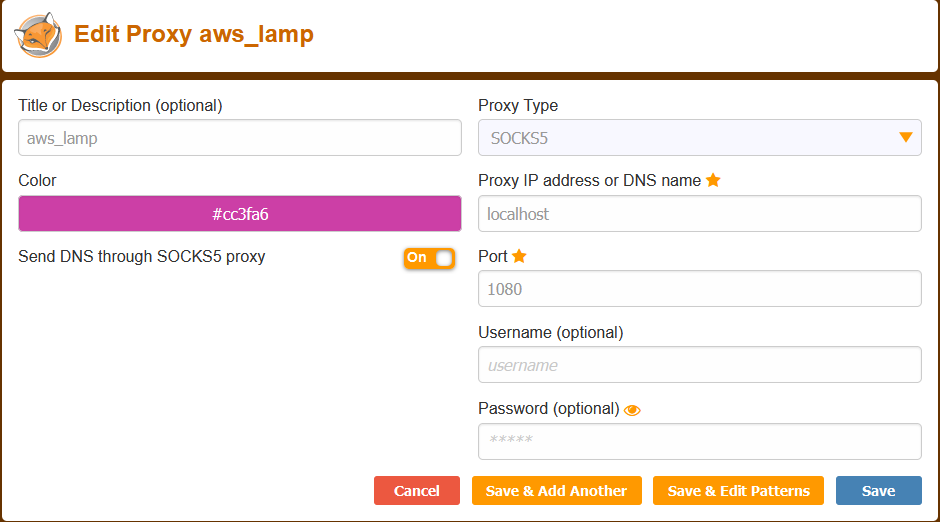 Edit Proxy aws_lamp
Title or Description (optional)
aws_lamp
Color
#cc3fa6
Send DNS through SOCKS5 proxy
On
Proxy Type
SOCKS5
Proxy IP address or DNS name
localhost
Port
1080
Username (optional)
username
Password (optional)
*****
Cancel
Save & Add Another
Save & Edit Patterns
Save